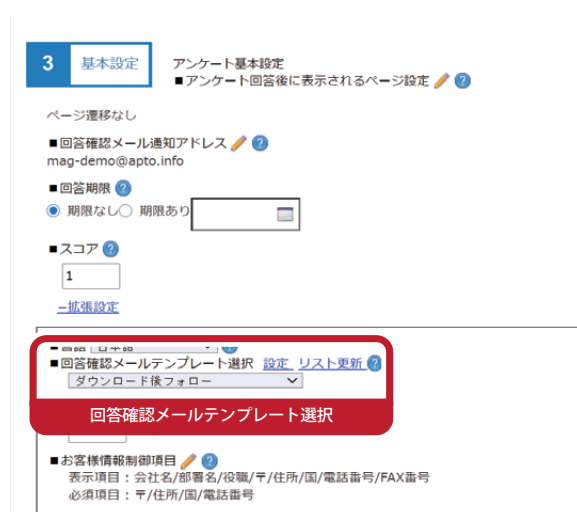 3 基本設定 アンケート基本設定
■アンケート回答後に表示されるページ設定
ページ遷移なし
■回答確認メール通知アドレス
mag-demo@apto.info
■回答期限
期限なし 期限あり
■スコア
1
−拡張設定
■言語 日本語
■回答確認メールテンプレート選択 設定 リスト更新
ダウンロード後フォロー
回答確認メールテンプレート選択
■お客様情報制御項目
表示項目：会社名/部署名/役職/〒/住所/国/電話番号/FAX番号
必須項目：〒/住所/国/電話番号